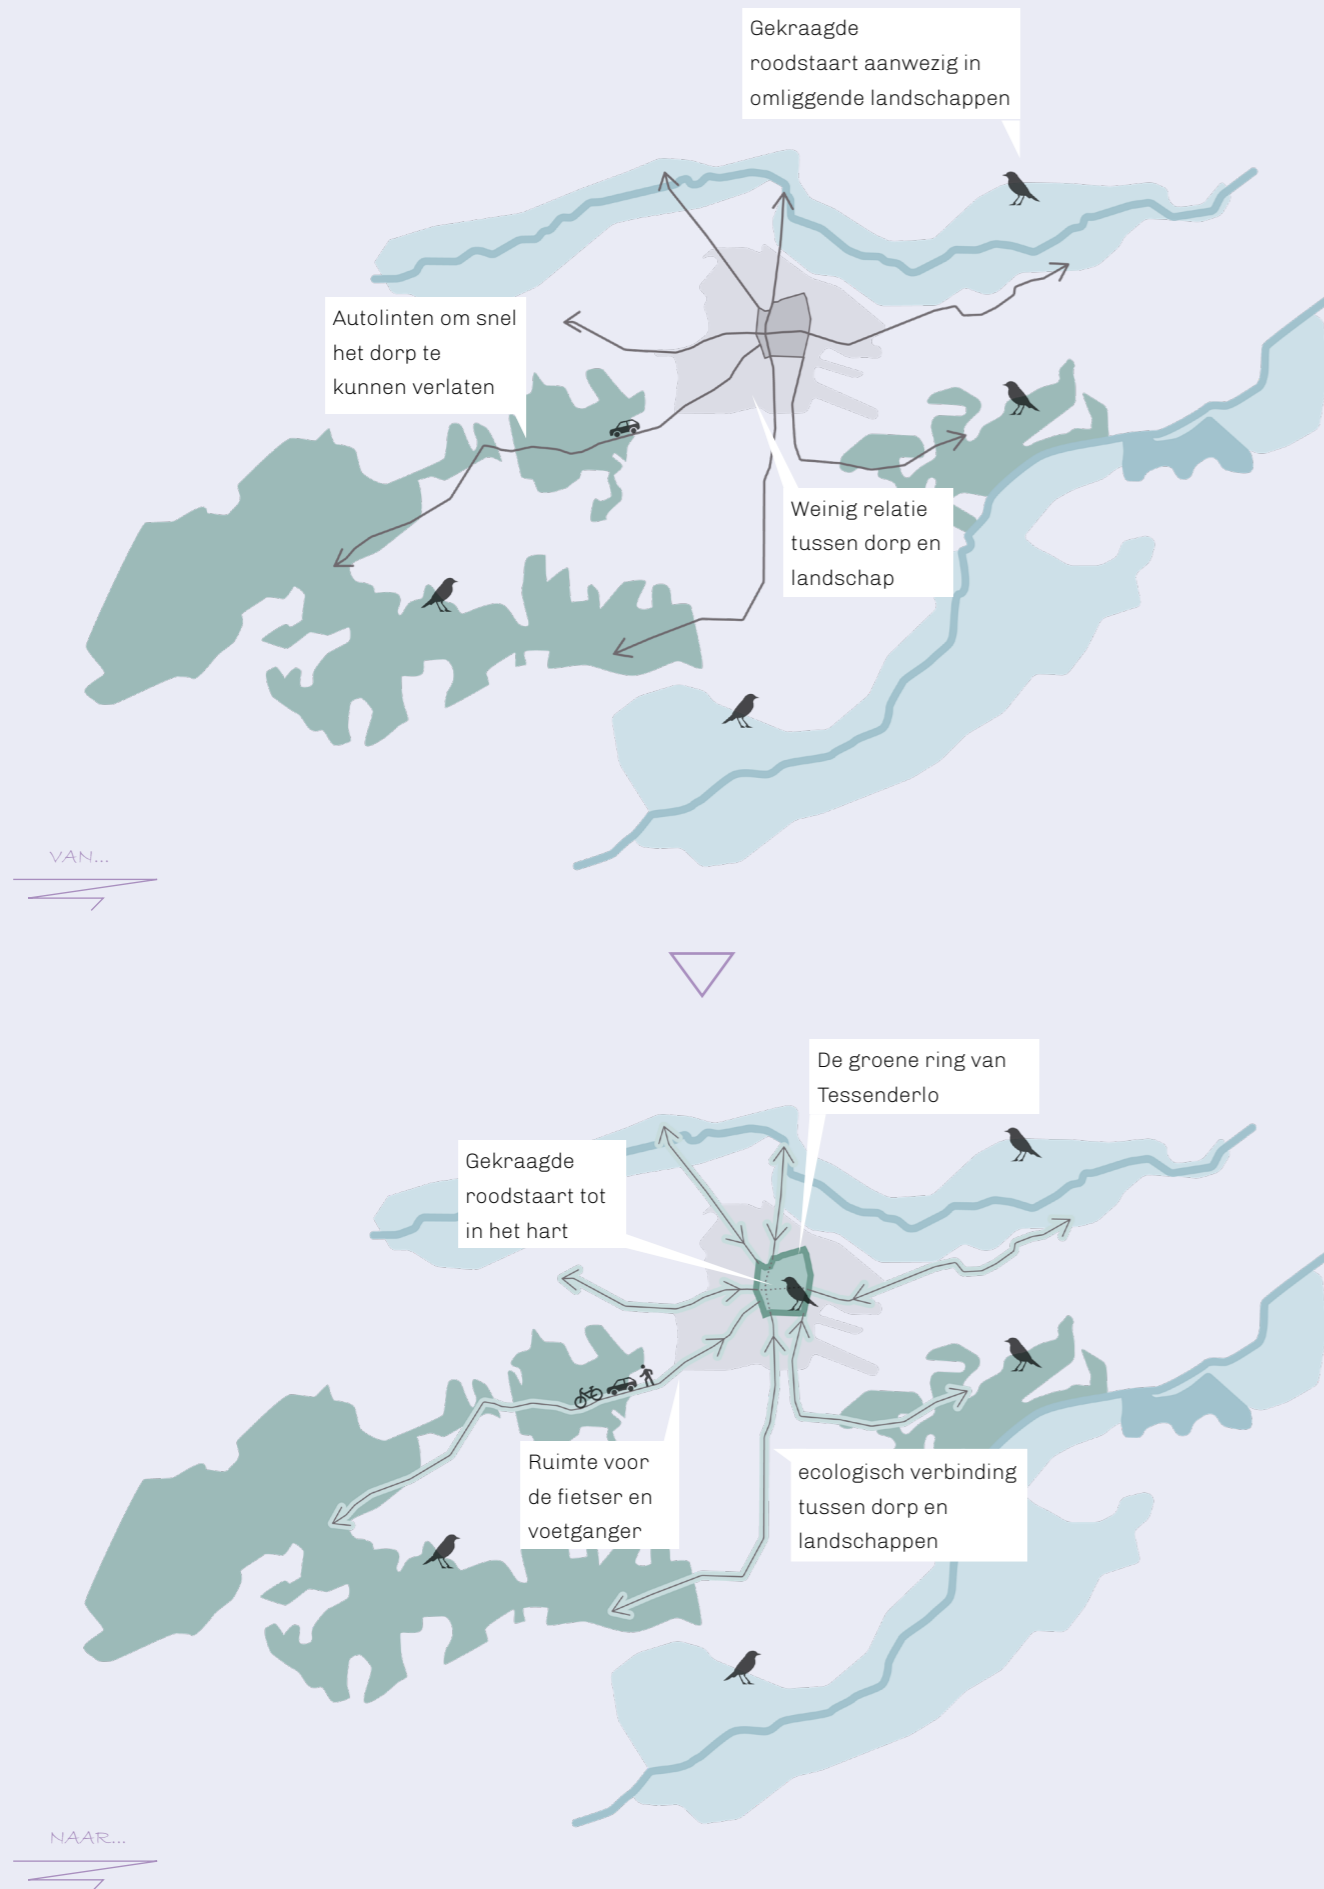 Gekraagde
roodstaart aanwezig in
omliggende landschappen
Autolinten om snel
het dorp te
kunnen verlaten
Weinig relatie
tussen dorp en
landschap
VAN...
De groene ring van
Tessenderlo
Gekraagde
roodstaart tot
in het hart
Ruimte voor
de fietser en
voetganger
ecologisch verbinding
tussen dorp en
landschappen
NAAR...